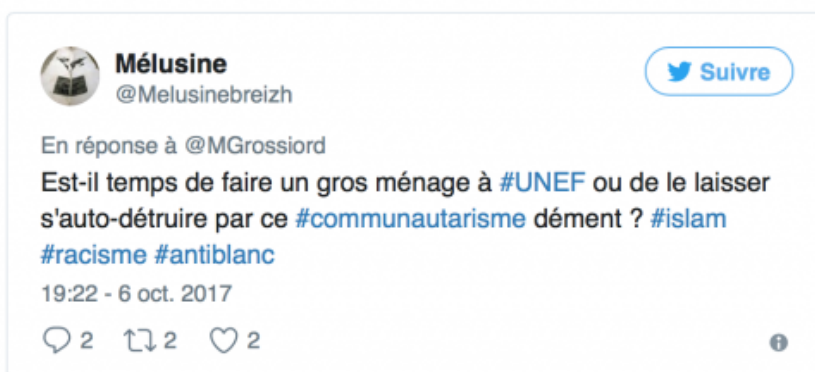 Mélusine
@Melusinebreizh
Suivre
En réponse à @MGrossiord
Est-il temps de faire un gros ménage à #UNEF ou de le laisser
s'auto-détruire par ce #communautarisme dément ? #islam
#racisme #antiblanc
19:22 - 6 oct. 2017
2 2 2